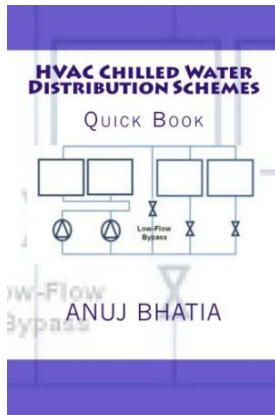 HVAC CHILLED WATER
DISTRIBUTION SCHEMES
QUICK BOOK
Low-Flow
Bypass
ow-Flow
Bypass
ANUJ BHATIA